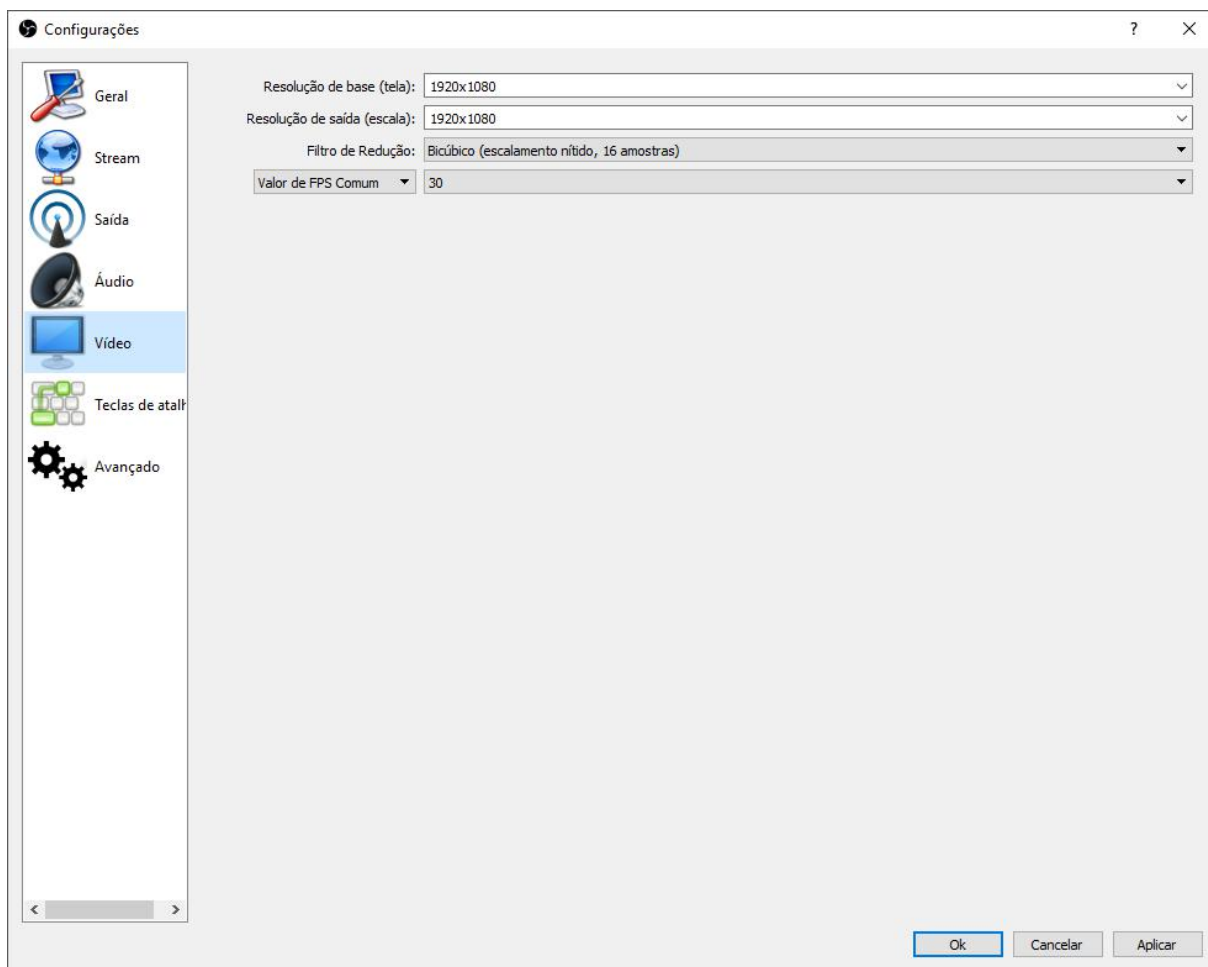 Configurações
?
Geral
Stream
Saída
Áudio
Vídeo
Teclas de atalh
Avançado
Resolução de base (tela): 1920x1080
Resolução de saída (escala): 1920x1080
Filtro de Redução: Bicúbico (escalamento nítido, 16 amostras)
Valor de FPS Comum 30
Ok Cancelar Aplicar